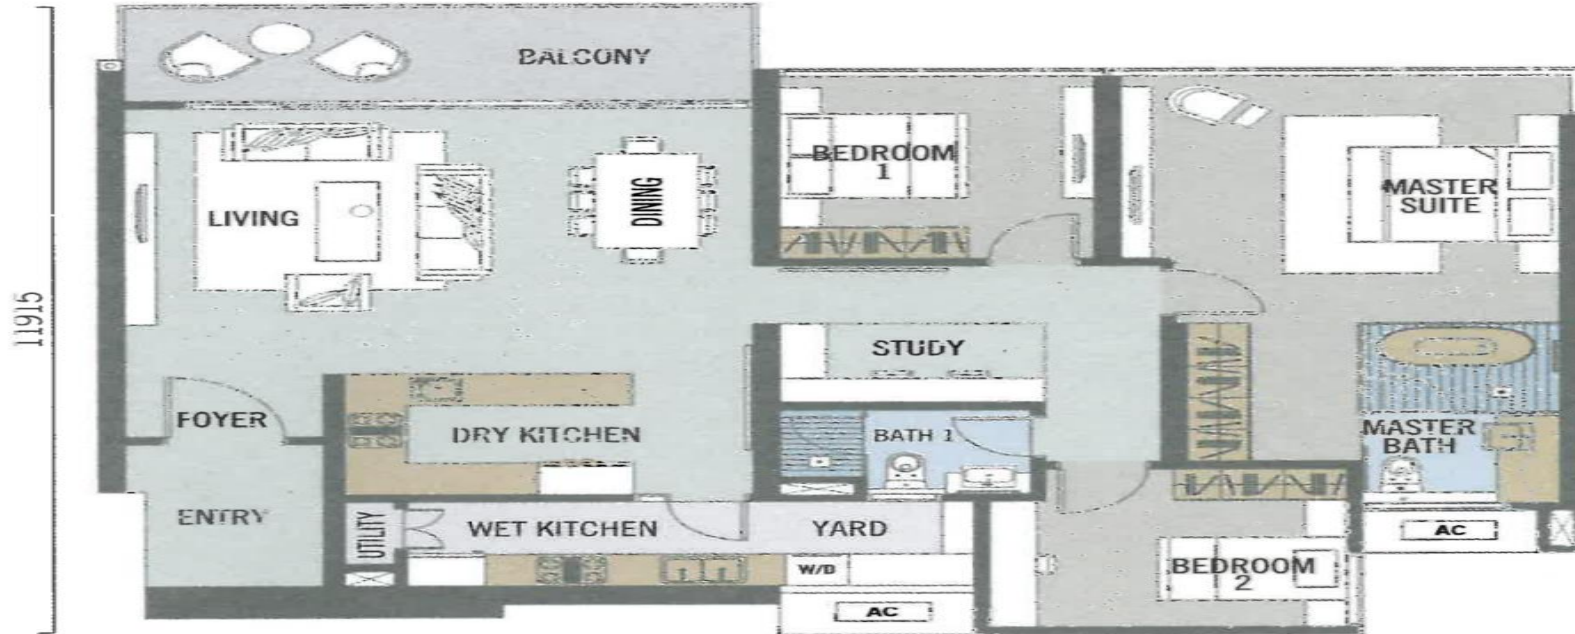 BALCONY
BEDROOM
1
MASTER
SUITE
LIVING
DINING
11915
STUDY
FOYER
DRY KITCHEN
BATH 1
MASTER
BATH
ENTRY
UTILITY
WET KITCHEN
YARD
AC
W/D
BEDROOM
2
AC